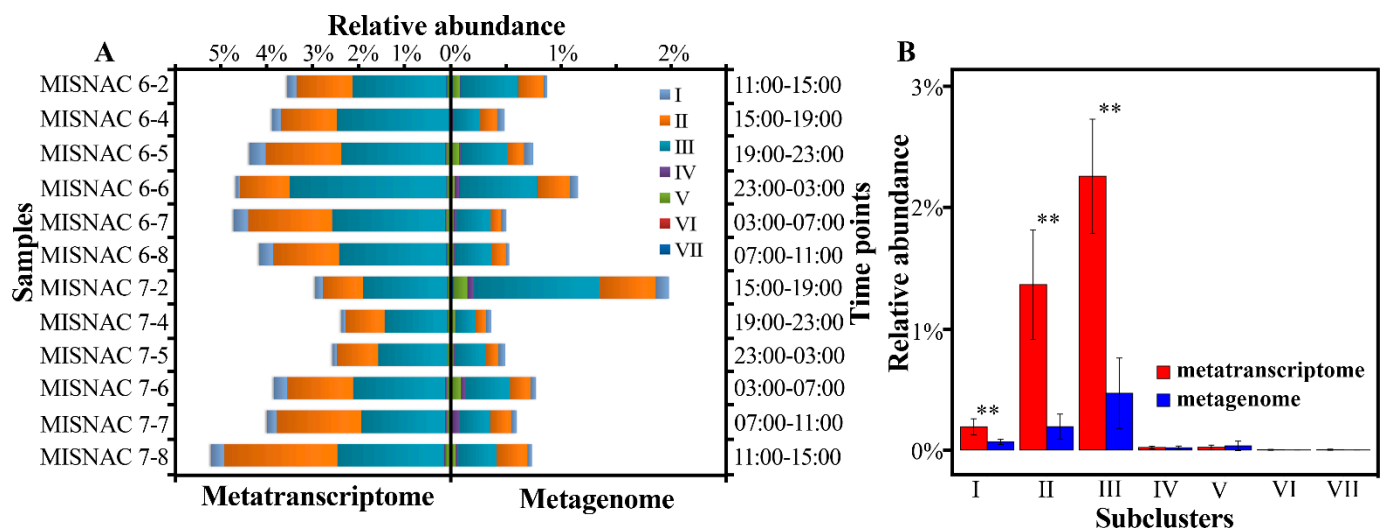 A
Relative abundance
5% 4% 3% 2% 1% 0% 1% 2%
Samples
MISNAC 6-2
MISNAC 6-4
MISNAC 6-5
MISNAC 6-6
MISNAC 6-7
MISNAC 6-8
MISNAC 7-2
MISNAC 7-4
MISNAC 7-5
MISNAC 7-6
MISNAC 7-7
MISNAC 7-8
I
II
III
IV
V
VI
VII
11:00-15:00
15:00-19:00
19:00-23:00
23:00-03:00
03:00-07:00
07:00-11:00
15:00-19:00
19:00-23:00
23:00-03:00
03:00-07:00
07:00-11:00
11:00-15:00
Time points
Metatranscriptome Metagenome
B
Relative abundance
3%
2%
1%
0%
**
**
**
metatranscriptome
metagenome
I II III IV V VI VII
Subclusters